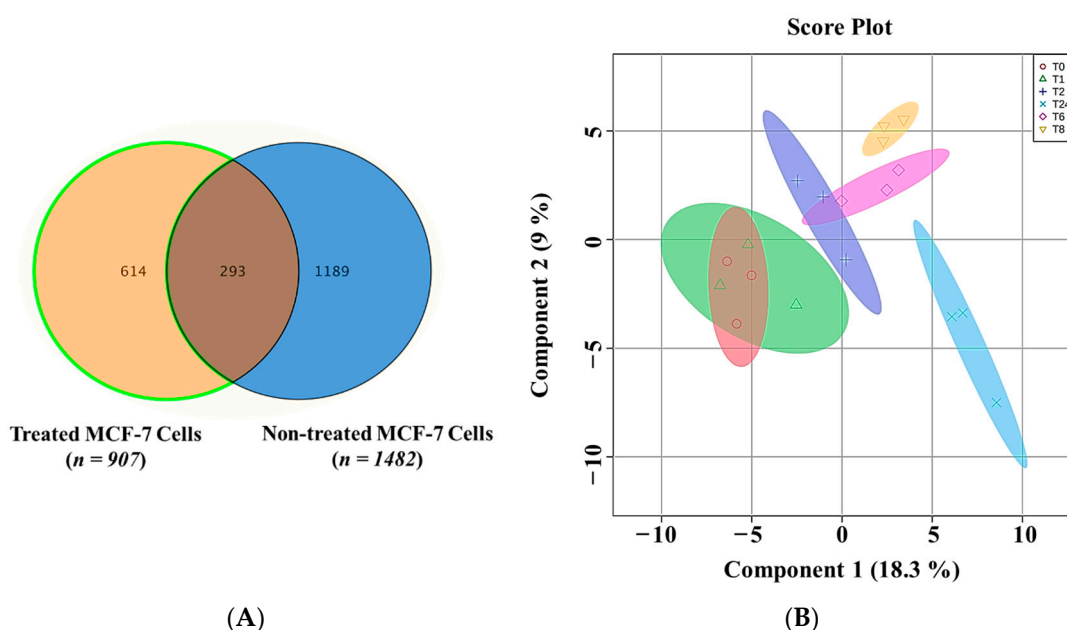 614
293
1189
Treated MCF-7 Cells
(n = 907)
Non-treated MCF-7 Cells
(n = 1482)
(A)
Score Plot
T0
T1
T2
T24
T6
T8
Component 2 (9 %)
5
0
−5
−10
−10
−5
0
5
10
Component 1 (18.3 %)
(B)